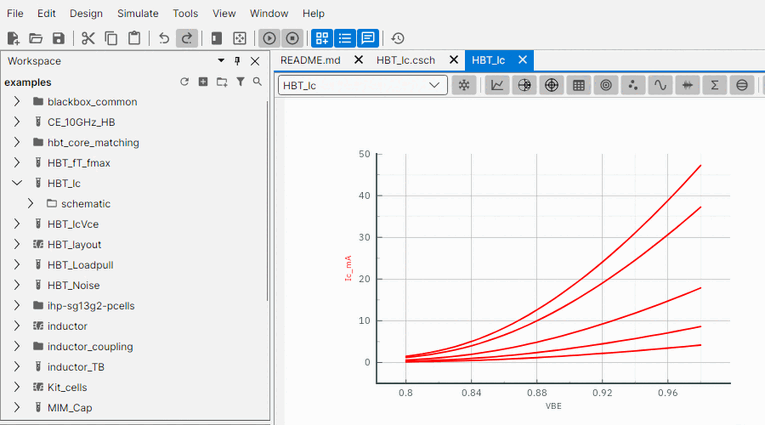 File Edit Design Simulate Tools View Window Help
Workspace
README.md HBT_Ic.csch HBT_Ic
examples
HBT_Ic
blackbox_common
CE_10GHz_HB
hbt_core_matching
HBT_fT_fmax
HBT_Ic
schematic
HBT_IcVce
HBT_layout
HBT_Loadpull
HBT_Noise
ihp-sg13g2-pcells
inductor
inductor_coupling
inductor_TB
Kit_cells
MIM_Cap
50
40
30
20
10
0
Ic_mA
0.8 0.84 0.88 0.92 0.96
VBE